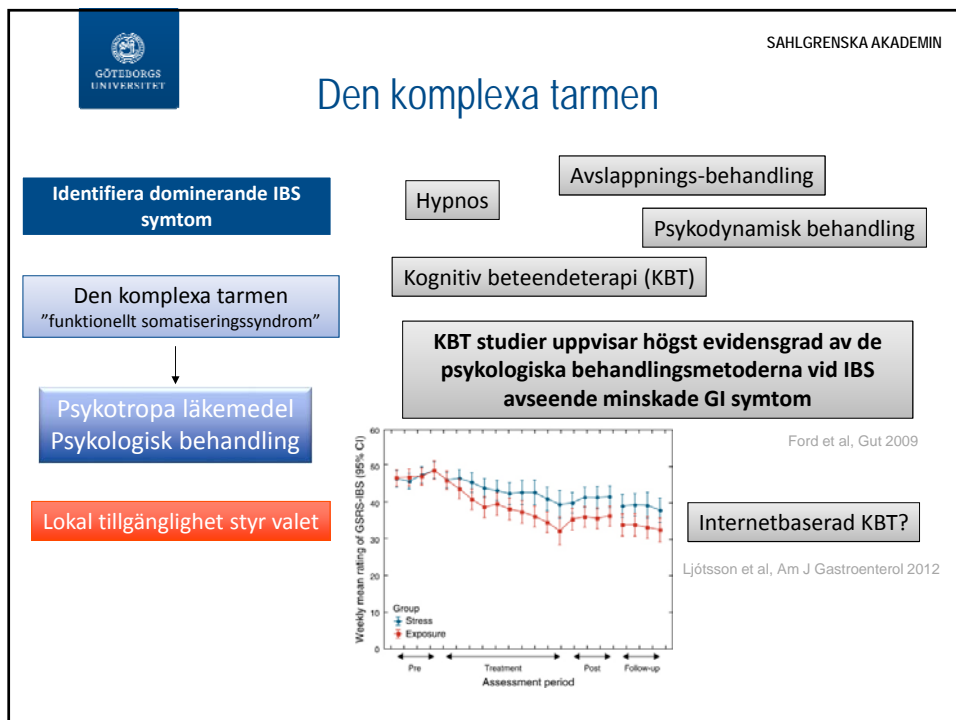 GÖTEBORGS
UNIVERSITET
SAHLGRENSKA AKADEMIN
Den komplexa tarmen
Identifiera dominerande IBS
symtom
Den komplexa tarmen
”funktionellt somatiseringssyndrom”
Psykotropa läkemedel
Psykologisk behandling
Lokal tillgänglighet styr valet
Hypnos
Avslappnings-behandling
Psykodynamisk behandling
Kognitiv beteendeterapi (KBT)
KBT studier uppvisar högst evidensgrad av de
psykologiska behandlingsmetoderna vid IBS
avseende minskade GI symtom
Ford et al, Gut 2009
Weekly mean rating of GSRS-IBS (95% CI)
60
50
40
30
20
10
0
Group
Stress
Exposure
Pre
Treatment
Post
Follow-up
Assessment period
Internetbaserad KBT?
Ljótsson et al, Am J Gastroenterol 2012